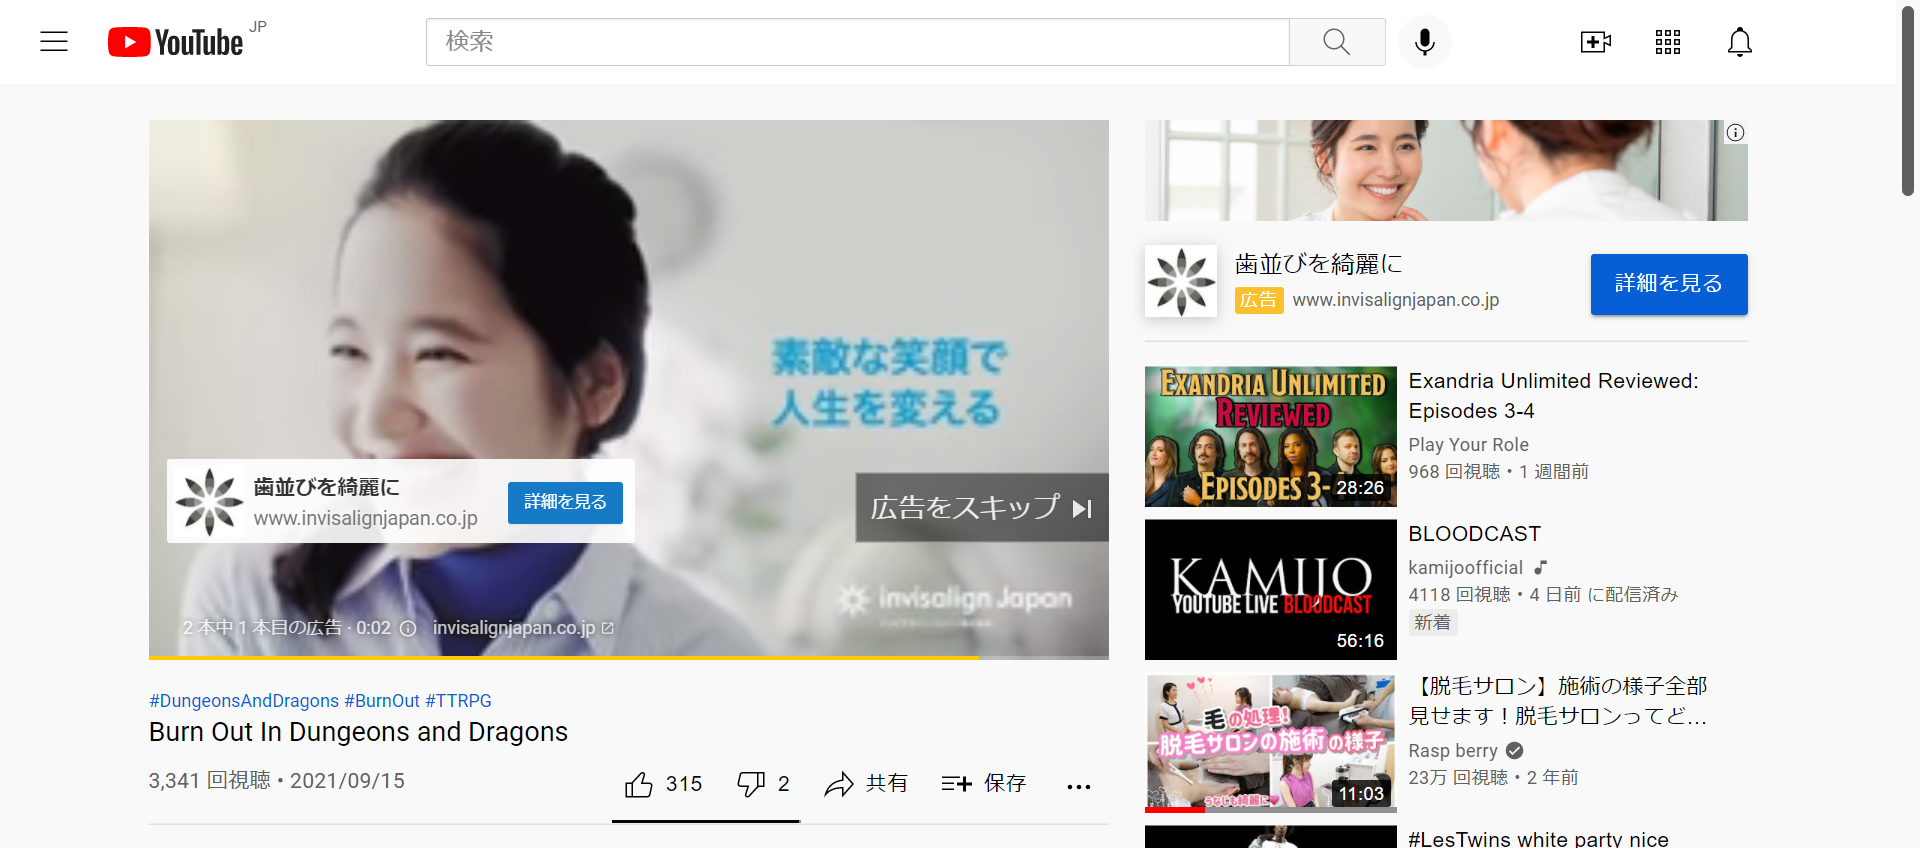 YouTube JP
検索
素敵な笑顔で
人生を変える
歯並びを綺麗に
www.invisalignjapan.co.jp
詳細を見る
広告をスキップ
invisalign Japan
2 本中 1 本目の広告 · 0:02
invisalignjapan.co.jp
#DungeonsAndDragons #BurnOut #TTRPG
Burn Out In Dungeons and Dragons
3,341 回視聴・2021/09/15
315
2
共有
保存
歯並びを綺麗に
広告 www.invisalignjapan.co.jp
詳細を見る
EXANDRIA UNLIMITED
REVIEWED
EPISODES 3-
28:26
Exandria Unlimited Reviewed:
Episodes 3-4
Play Your Role
968 回視聴・1 週間前
KAMIJO
YOUTUBE LIVE BLOODCAST
56:16
BLOODCAST
kamijoofficial
4118 回視聴・4 日前 に配信済み
新着
毛の処理!
脱毛サロンの施術の様子
うなじも綺麗に
11:03
【脱毛サロン】施術の様子全部
見せます！脱毛サロンってど...
Rasp berry
23万 回視聴・2 年前
#LesTwins white party nice